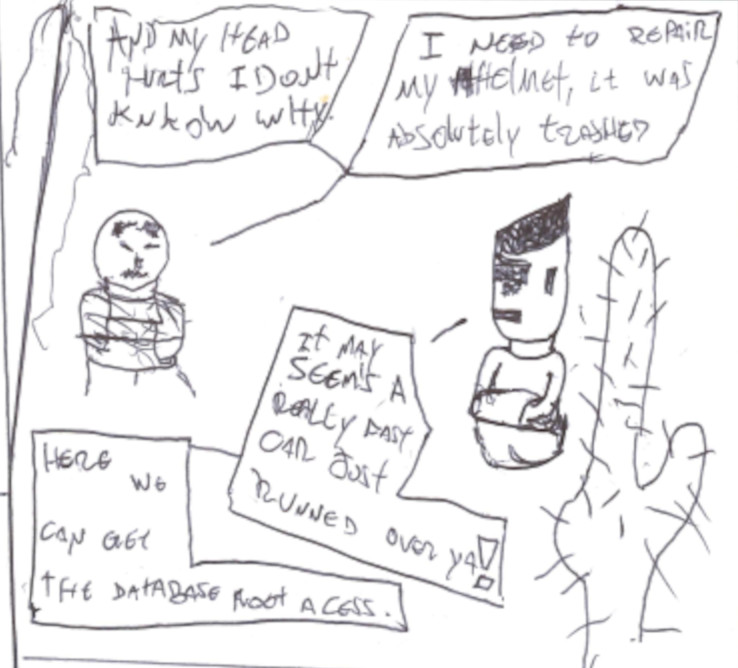 AND MY HEAD
HURTS I DONT
KNKOW WHY.
I NEED TO REPAIR
MY HELMET, it WAS
ABSOLUTELY TRASHED
It MAY
SEEMS A
REALLY FAST
CAR JUST
RUNNED OVER YA!
HERE
WE
CAN GET
THE DATABASE ROOT ACESS.